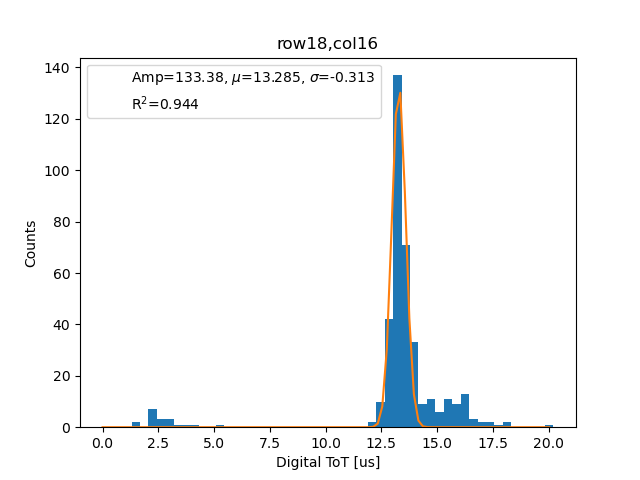 row18,col16
Amp=133.38, μ=13.285, σ=-0.313
R²=0.944
140
120
100
80
60
40
20
0
Counts
0.0 2.5 5.0 7.5 10.0 12.5 15.0 17.5 20.0
Digital ToT [us]